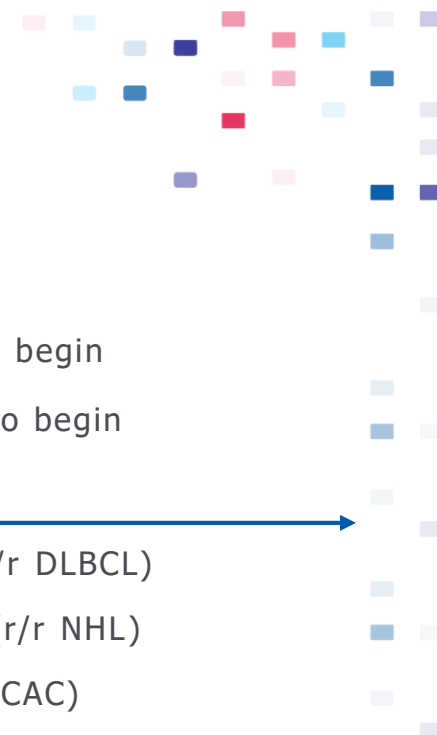 begin
o begin
/r DLBCL)
r/r NHL)
CAC)